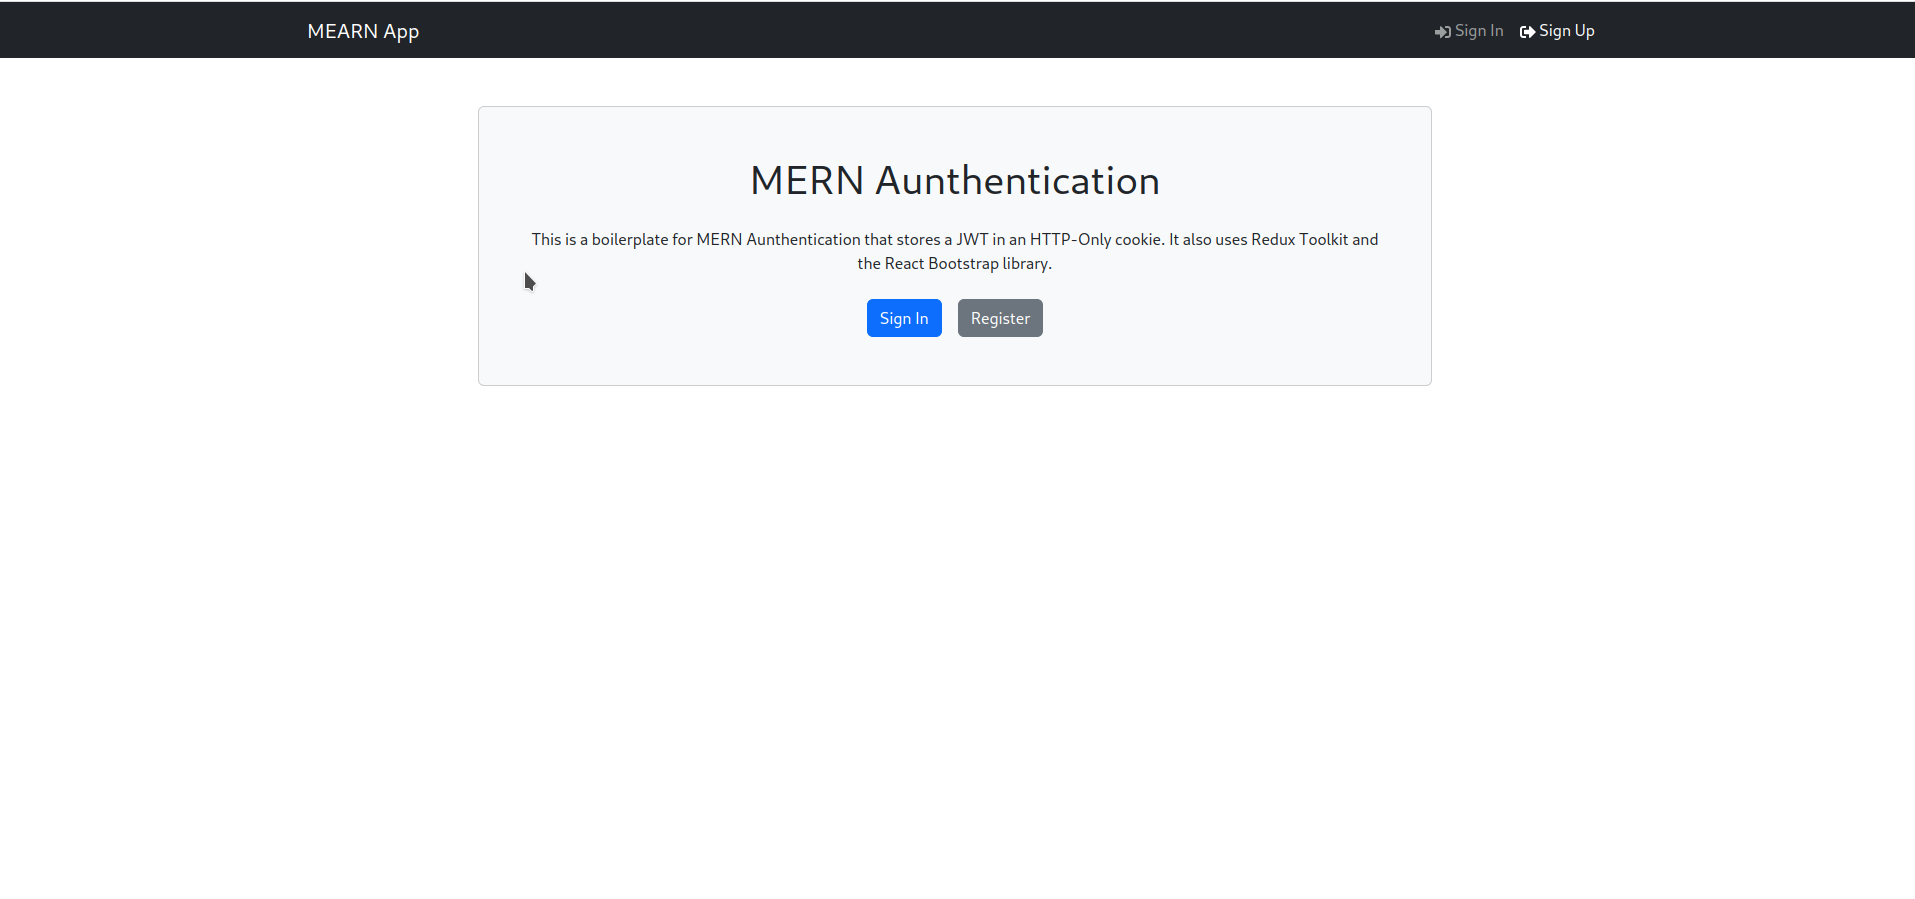 MEARN App
Sign In
Sign Up
MERN Aunthentication
This is a boilerplate for MERN Aunthentication that stores a JWT in an HTTP-Only cookie. It also uses Redux Toolkit and
the React Bootstrap library.
Sign In
Register